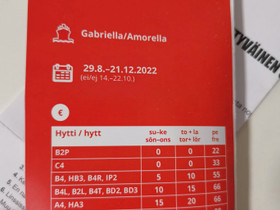 TYVÄINEN
Gabriella/Amorella
29.8.–21.12.2022
(ei/ej 14.–22.10.)
€
Hytti / hytt su–ke sön–ons to + la tor+ lör pe fre
B2P 0 0 22
C4 0 0 33
B4, HB3, B4R, IP2 5 10 55
B4L, B2L, B4T, BD2, BD3 10 15 66
A4, HA3 15 20 66